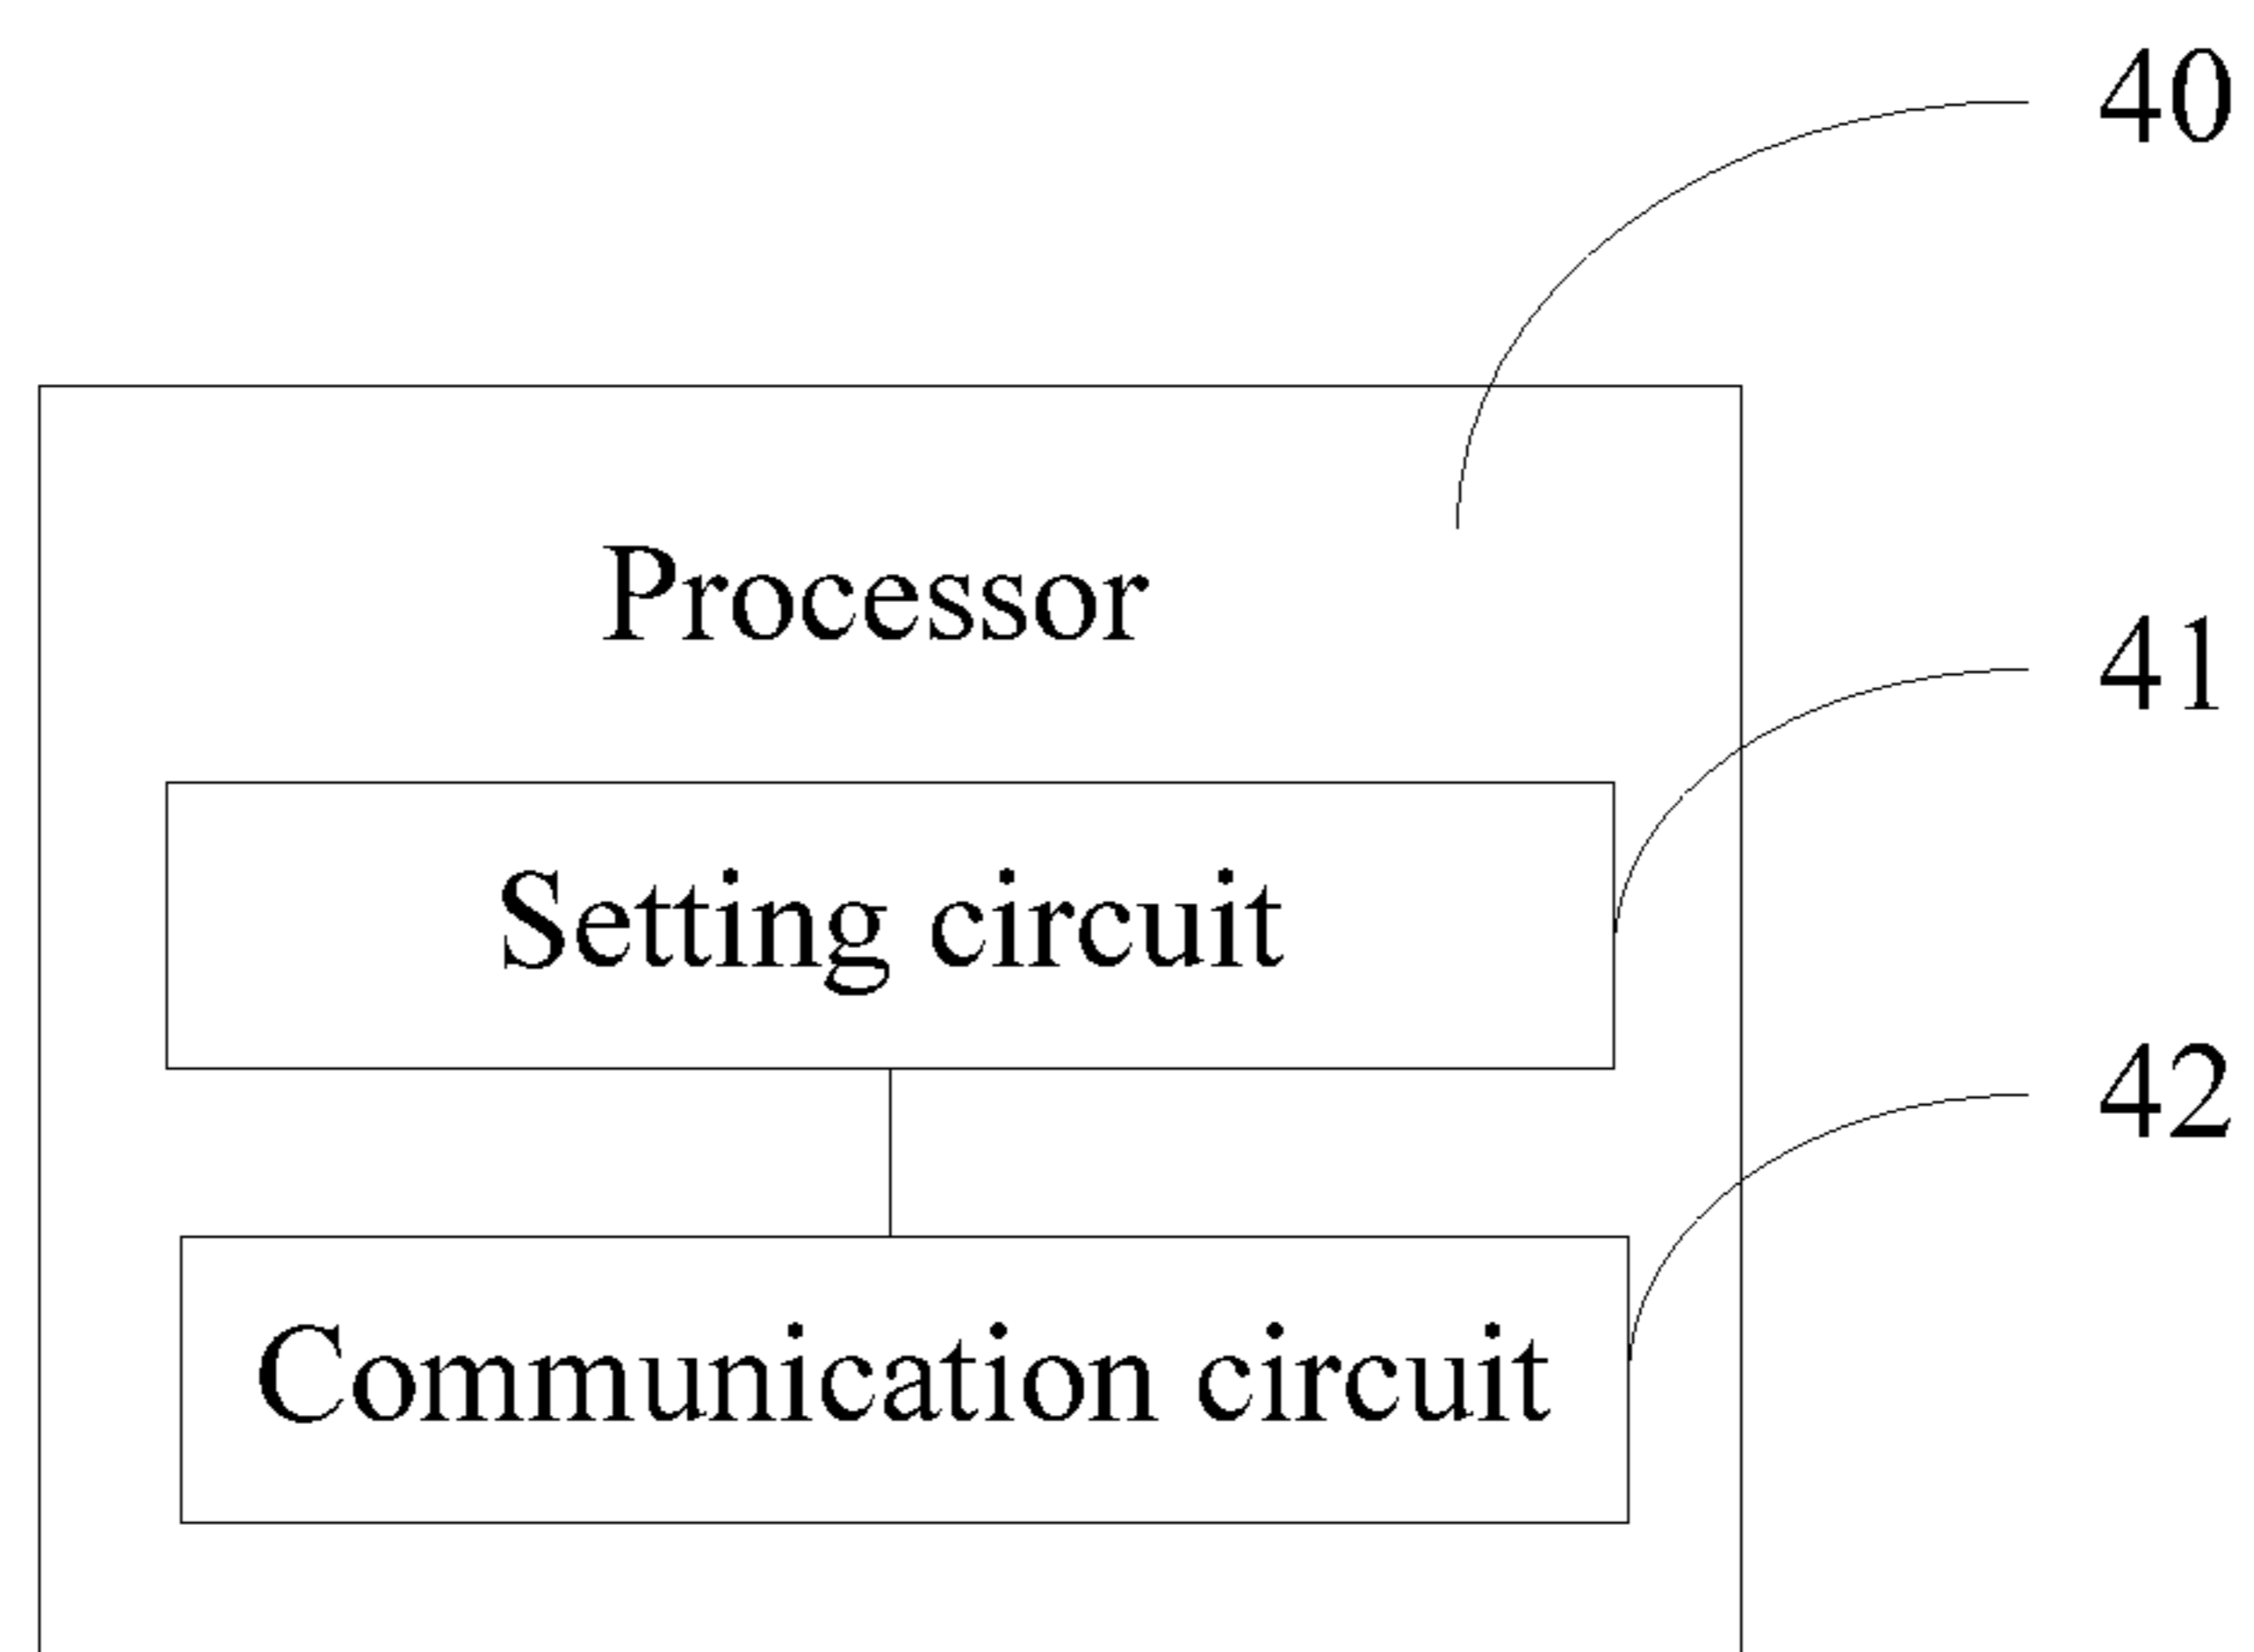 40
Processor
41
Setting circuit
42
Communication circuit